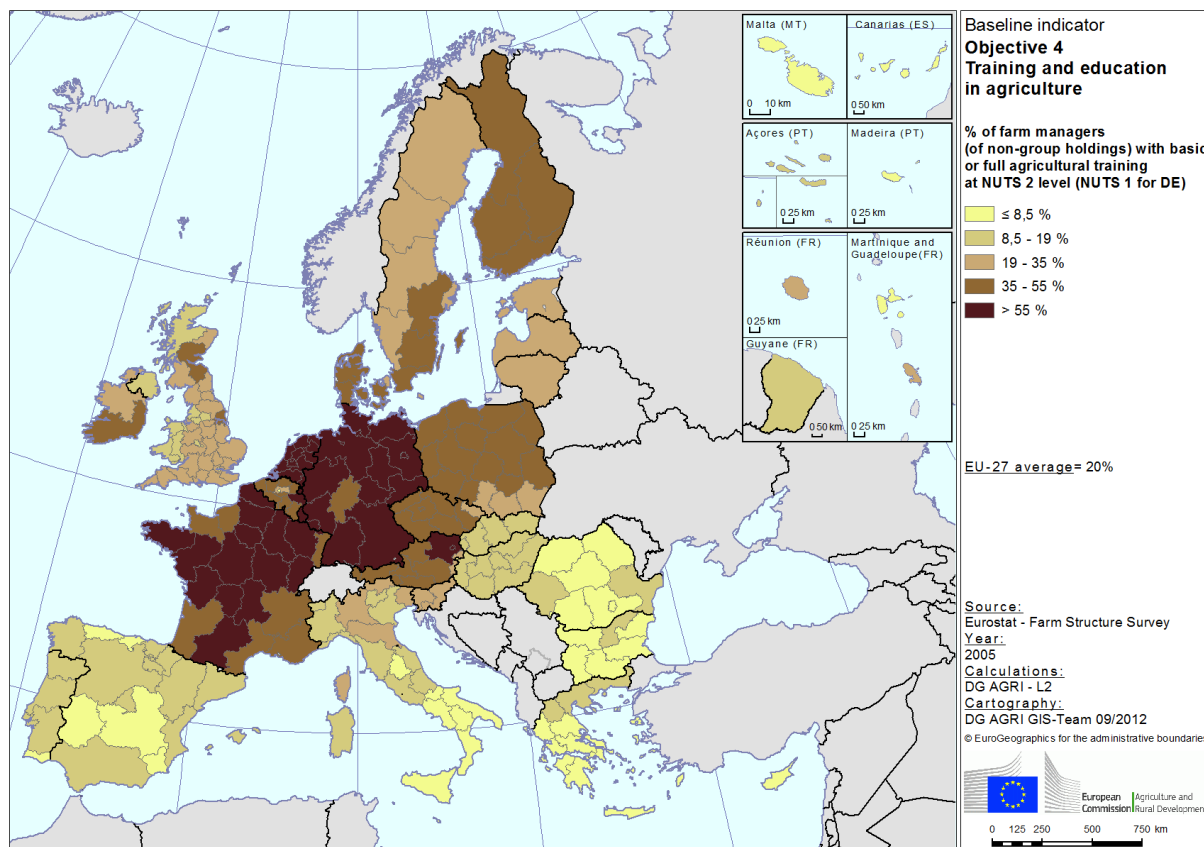 Malta (MT)
0 10 km
Canarias (ES)
0 50 km
Açores (PT)
0 25 km
Madeira (PT)
0 25 km
Réunion (FR)
0 25 km
Martinique and
Guadeloupe(FR)
0 25 km
Guyane (FR)
0 50 km
Baseline indicator
Objective 4
Training and education
in agriculture
% of farm managers
(of non-group holdings) with basic
or full agricultural training
at NUTS 2 level (NUTS 1 for DE)
≤ 8,5 %
8,5 - 19 %
19 - 35 %
35 - 55 %
> 55 %
EU-27 average= 20%
Source:
Eurostat - Farm Structure Survey
Year:
2005
Calculations:
DG AGRI - L2
Cartography:
DG AGRI GIS-Team 09/2012
© EuroGeographics for the administrative boundaries
European
Commission
Agriculture and
Rural Development
0 125 250 500 750 km